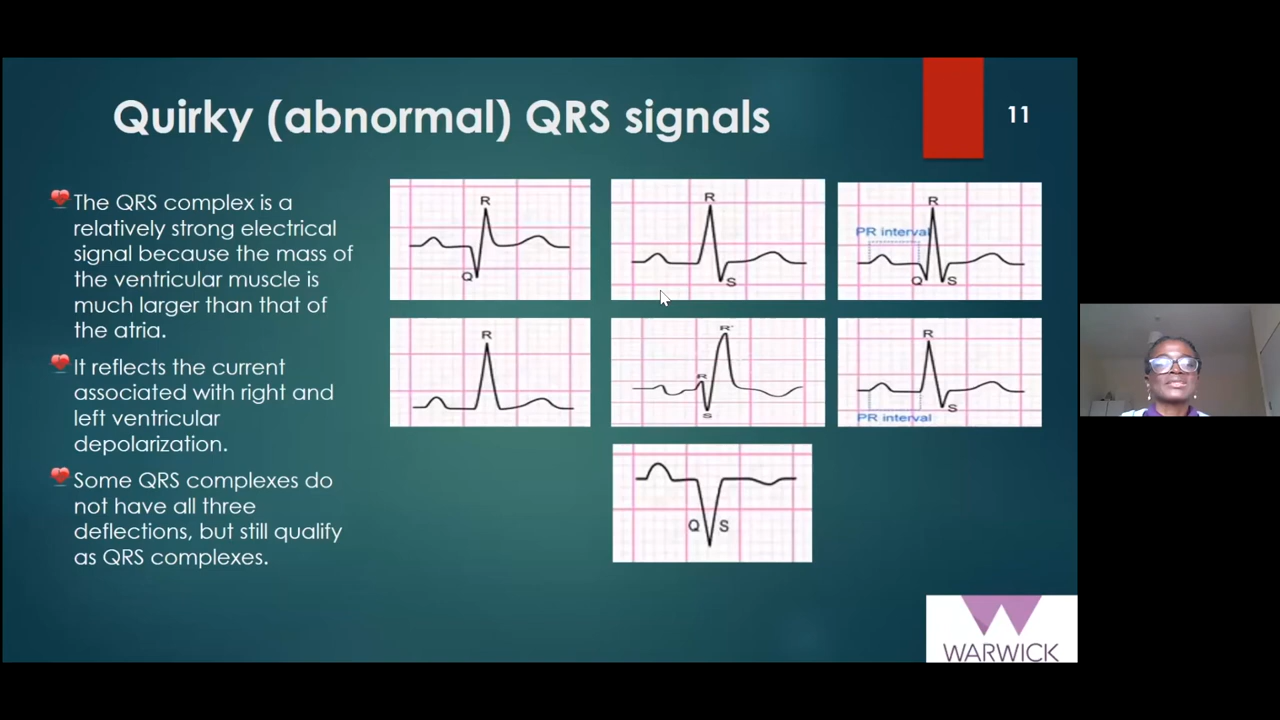 Quirky (abnormal) QRS signals
11
The QRS complex is a
relatively strong electrical
signal because the mass of
the ventricular muscle is
much larger than that of
the atria.
It reflects the current
associated with right and
left ventricular
depolarization.
Some QRS complexes do
not have all three
deflections, but still qualify
as QRS complexes.
R
Q
R
S
R
PR interval
Q S
R
R'
R
S
R
S
PR interval
Q S
WARWICK